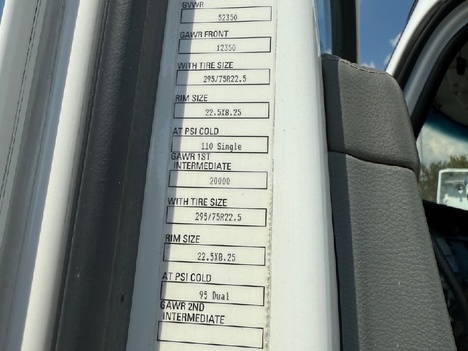 GVWR
52350
GAWR FRONT
12350
WITH TIRE SIZE
295/75R22.5
RIM SIZE
22.5X8.25
AT PSI COLD
110 Single
GAWR 1ST
INTERMEDIATE
20000
WITH TIRE SIZE
295/75R22.5
RIM SIZE
22.5X8.25
AT PSI COLD
95 Dual
GAWR 2ND
INTERMEDIATE